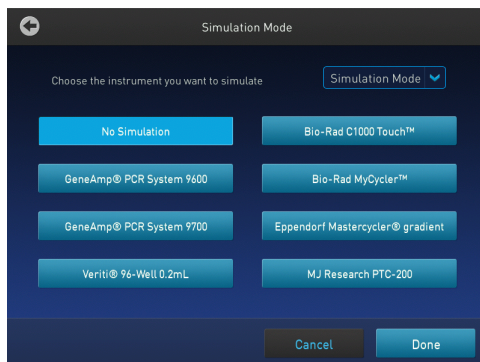 Simulation Mode
Choose the instrument you want to simulate
Simulation Mode
No Simulation
Bio-Rad C1000 Touch™
GeneAmp® PCR System 9600
Bio-Rad MyCycler™
GeneAmp® PCR System 9700
Eppendorf Mastercycler® gradient
Veriti® 96-Well 0.2mL
MJ Research PTC-200
Cancel
Done